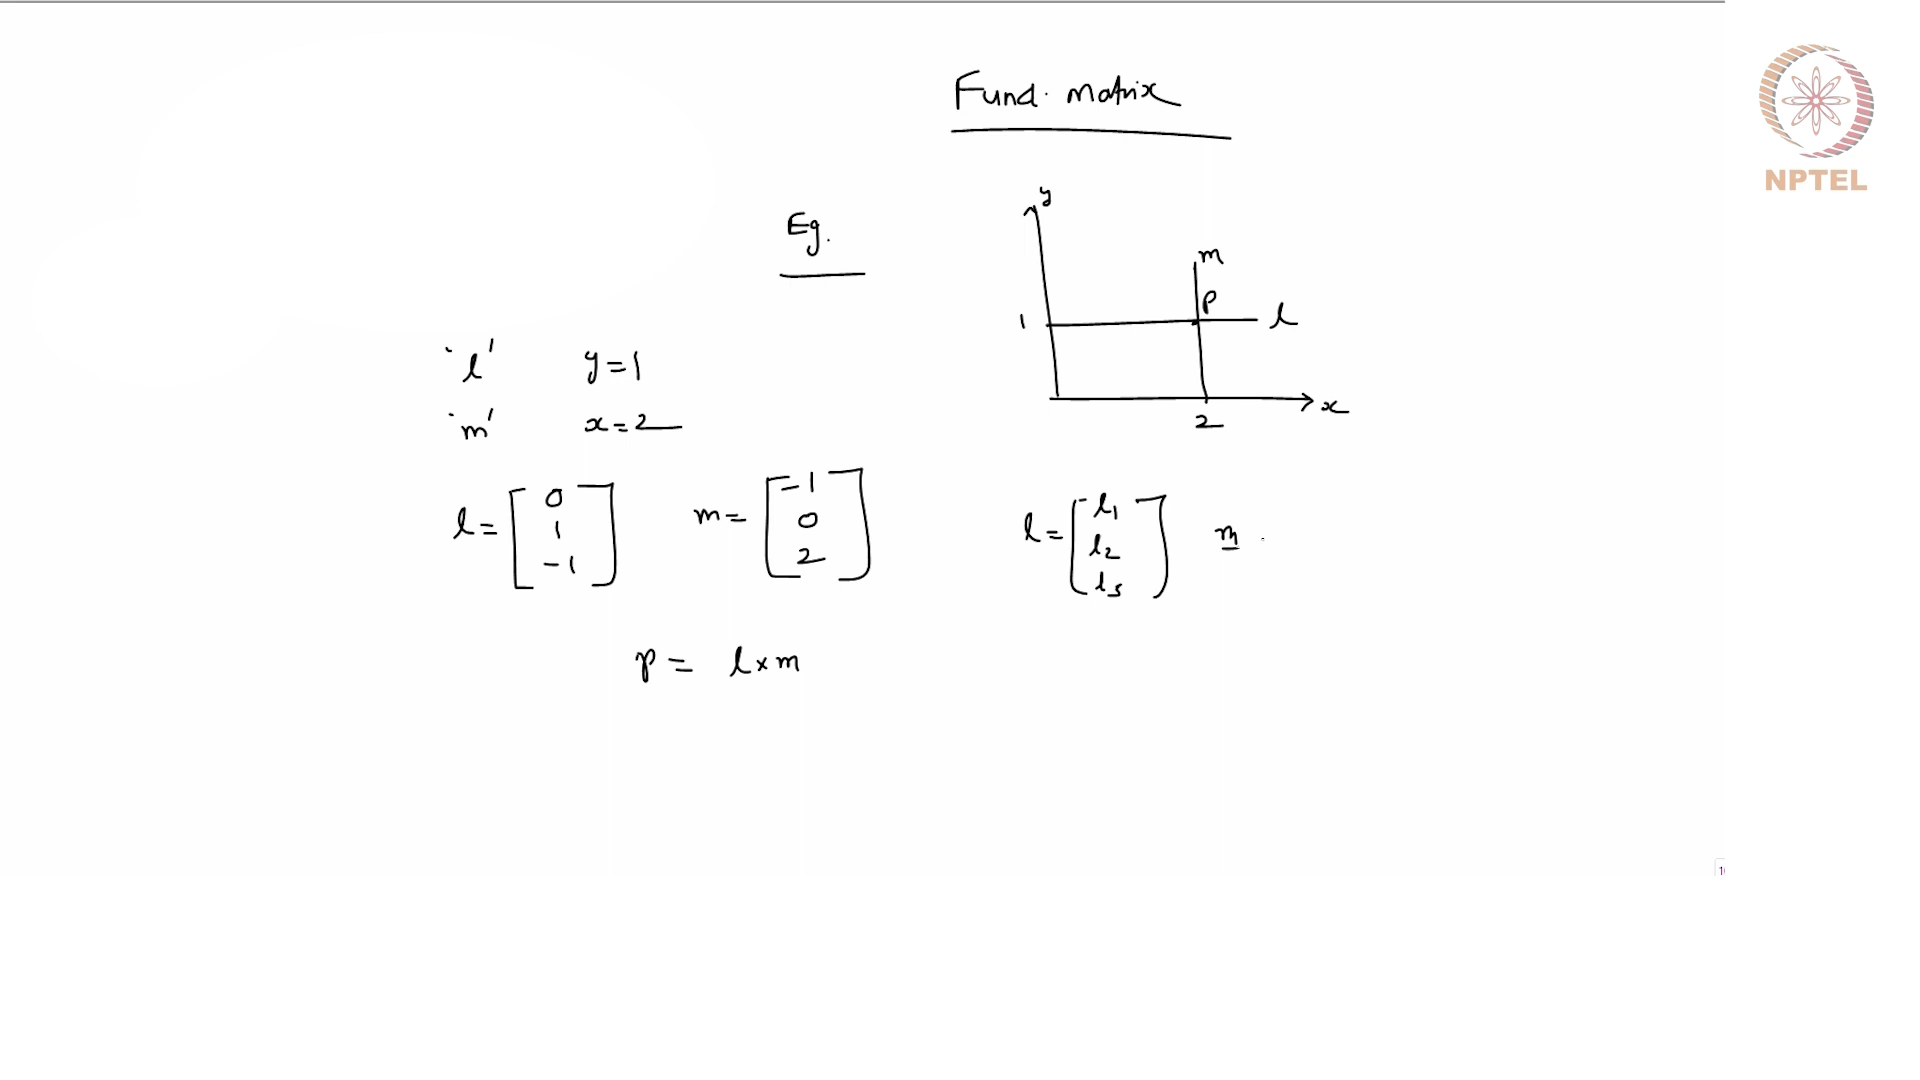 Fund. matrix
NPTEL
Eg.
y
m
p
1
l
x
2
'l' y=1
'm' x=2
l = [0 1 -1] m = [-1 0 2] l = [l1 l2 l3] m
p = l×m